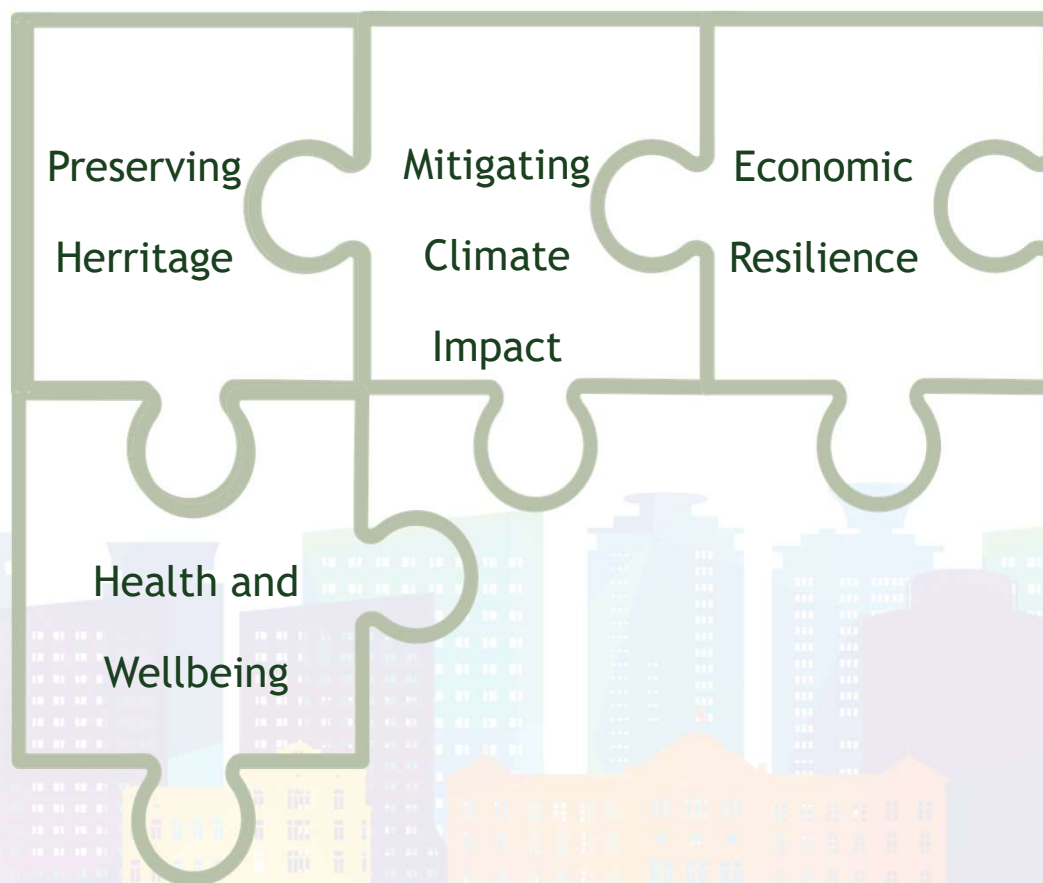 Preserving
Herritage
Mitigating
Climate
Impact
Economic
Resilience
Health and
Wellbeing